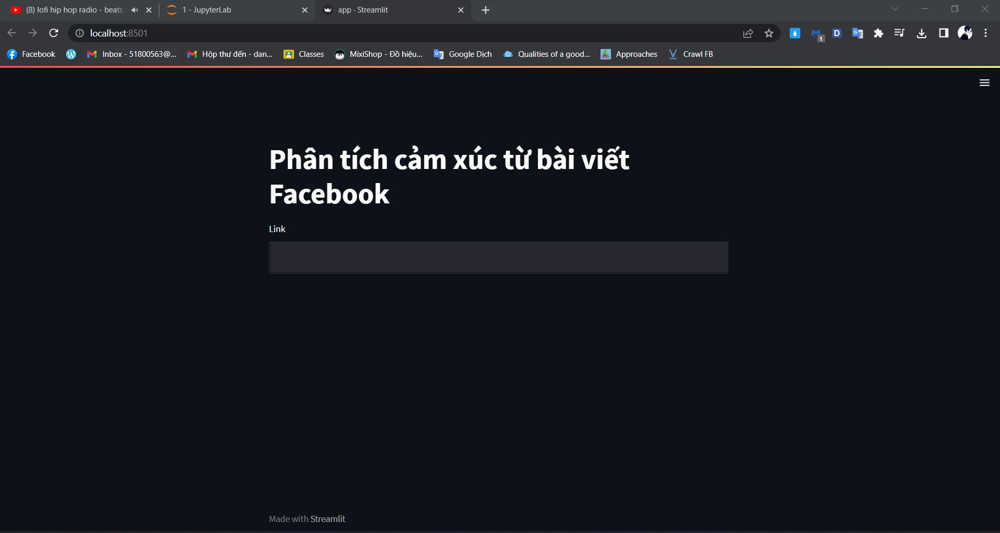 (8) lofi hip hop radio - beats
1 - JupyterLab
app · Streamlit
localhost:8501
1
D
Facebook
Inbox - 51800563@...
Hộp thư đến - dan...
Classes
MixiShop - Đồ hiệu...
Google Dịch
Qualities of a good...
Approaches
Crawl FB
Phân tích cảm xúc từ bài viết
Facebook
Link
Made with Streamlit